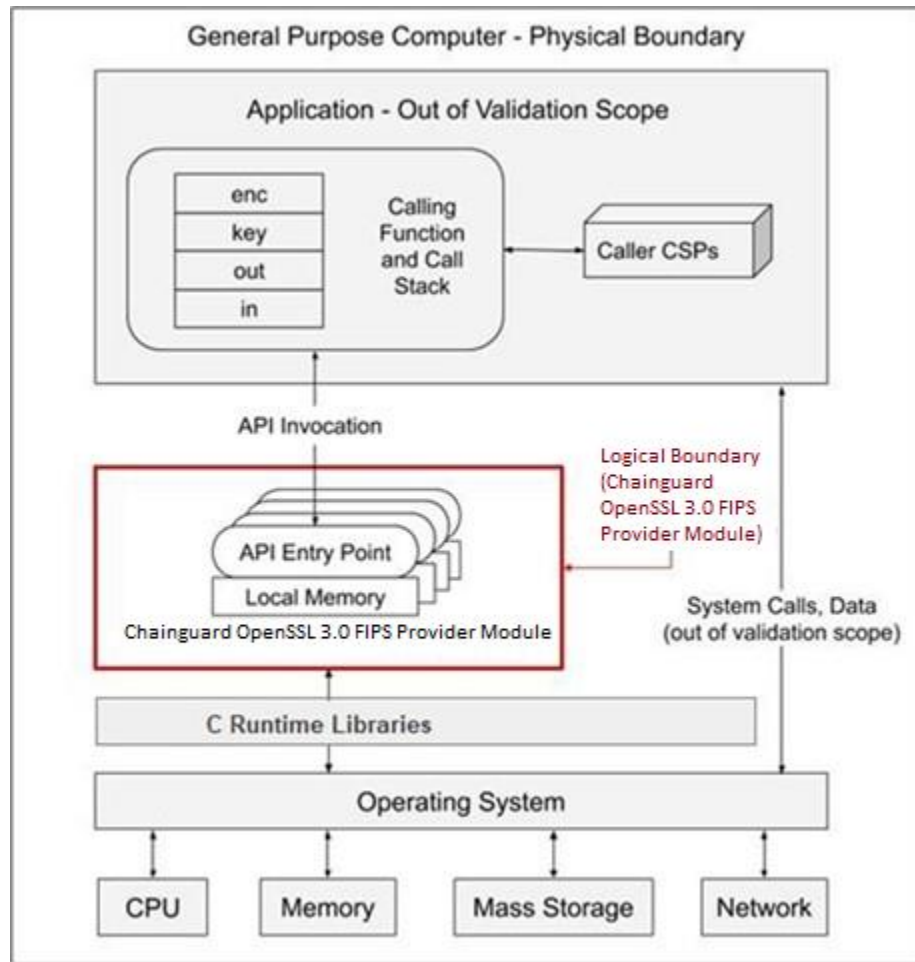 General Purpose Computer - Physical Boundary
Application - Out of Validation Scope
enc
key
out
in
Calling
Function
and Call
Stack
Caller CSPs
API Invocation
Logical Boundary
(Chainguard
OpenSSL 3.0 FIPS
Provider Module)
API Entry Point
Local Memory
Chainguard OpenSSL 3.0 FIPS Provider Module
System Calls, Data
(out of validation scope)
C Runtime Libraries
Operating System
CPU
Memory
Mass Storage
Network